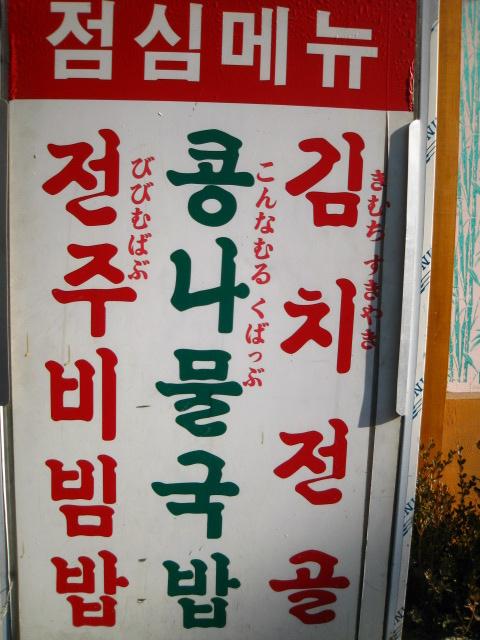 점심메뉴
김치전골
きむち すきやき
콩나물국밥
こんなむる くばっぷ
전주비빔밥
びびむばぶ